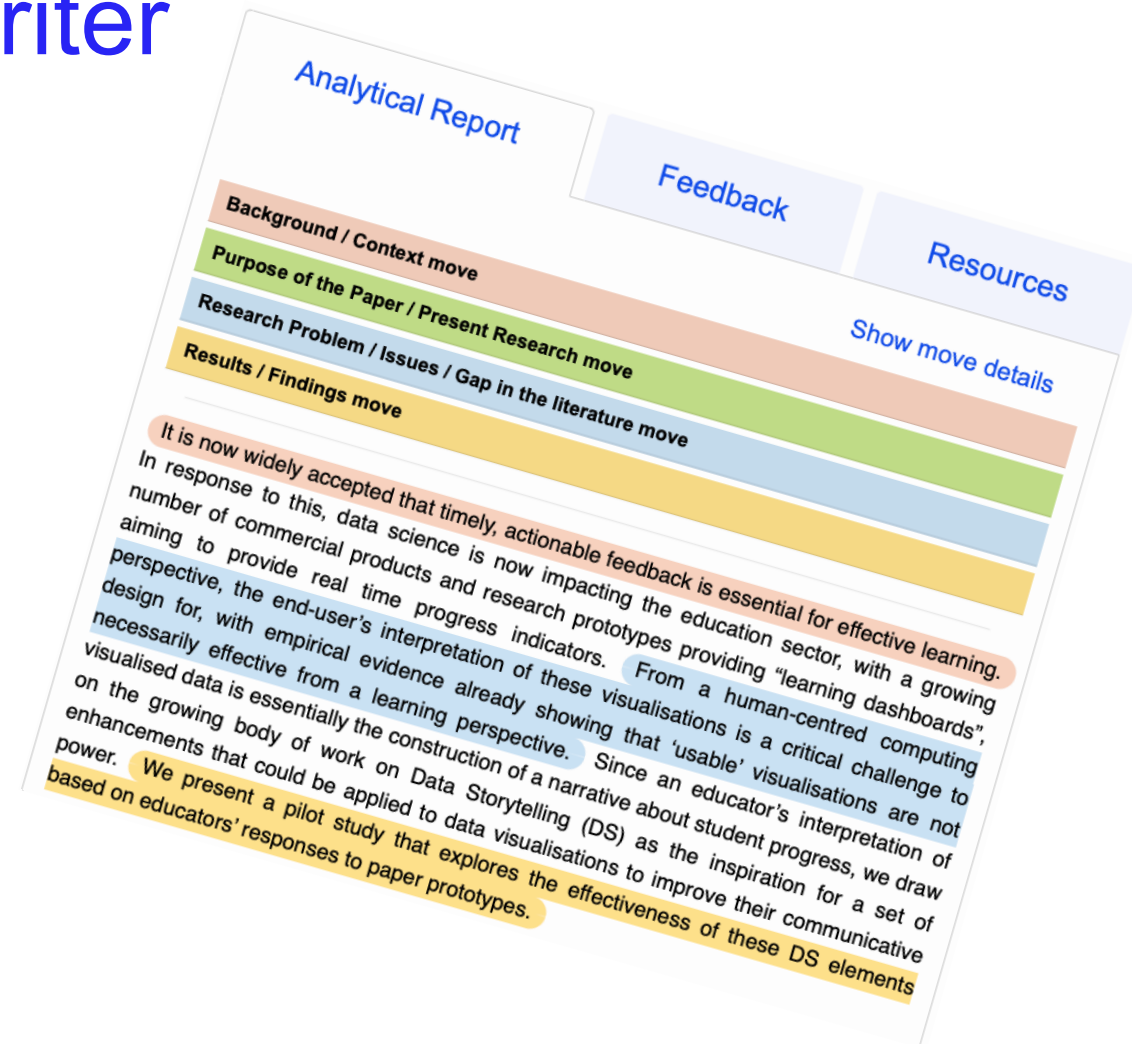 riter
Analytical Report
Feedback
Resources
Show move details
Background / Context move
Purpose of the Paper / Present Research move
Research Problem / Issues / Gap in the literature move
Results / Findings move
It is now widely accepted that timely, actionable feedback is essential for effective learning.
In response to this, data science is now impacting the education sector, with a growing
number of commercial products and research prototypes providing “learning dashboards”,
aiming to provide real time progress indicators. From a human-centred computing
perspective, the end-user’s interpretation of these visualisations is a critical challenge to
design for, with empirical evidence already showing that ‘usable’ visualisations are not
necessarily effective from a learning perspective. Since an educator’s interpretation of
visualised data is essentially the construction of a narrative about student progress, we draw
on the growing body of work on Data Storytelling (DS) as the inspiration for a set of
enhancements that could be applied to data visualisations to improve their communicative
power. We present a pilot study that explores the effectiveness of these DS elements
based on educators’ responses to paper prototypes.